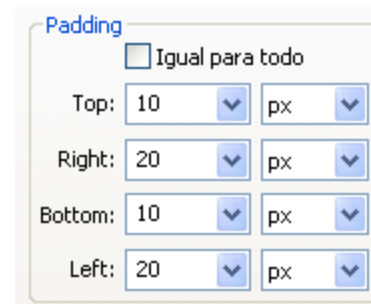 Padding
Igual para todo
Top: 10 px
Right: 20 px
Bottom: 10 px
Left: 20 px